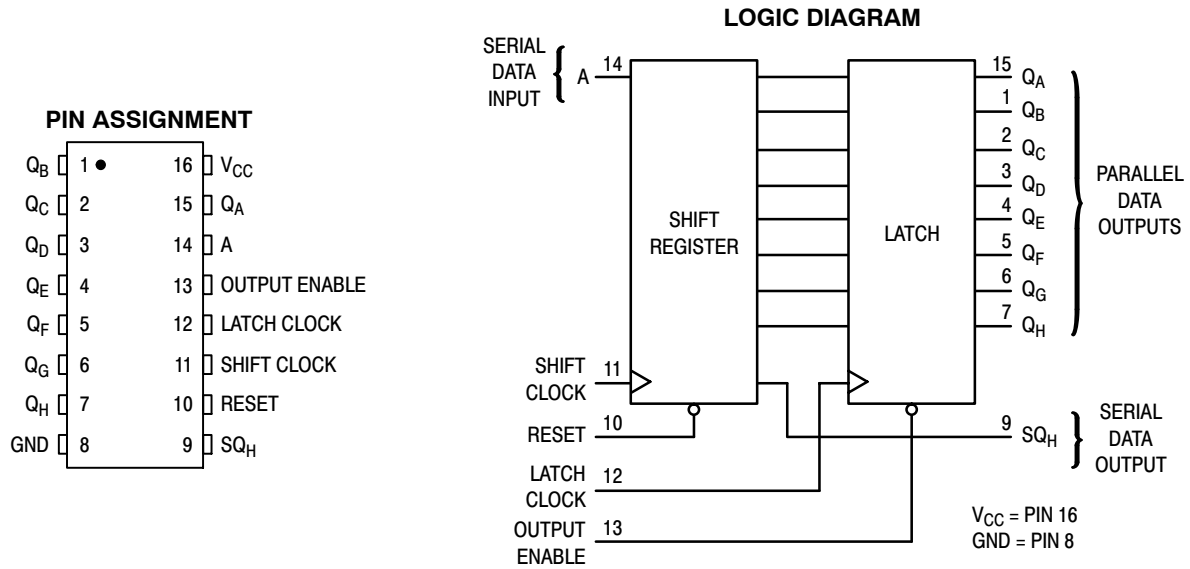 PIN ASSIGNMENT
QB 1 16 VCC
QC 2 15 QA
QD 3 14 A
QE 4 13 OUTPUT ENABLE
QF 5 12 LATCH CLOCK
QG 6 11 SHIFT CLOCK
QH 7 10 RESET
GND 8 9 SQH
LOGIC DIAGRAM
SERIAL
DATA
INPUT
A 14
SHIFT
REGISTER
LATCH
15 QA
1 QB
2 QC
3 QD
4 QE
5 QF
6 QG
7 QH
PARALLEL
DATA
OUTPUTS
SHIFT
CLOCK
11
RESET 10
LATCH
CLOCK
12
OUTPUT
ENABLE
13
9 SQH
SERIAL
DATA
OUTPUT
VCC = PIN 16
GND = PIN 8